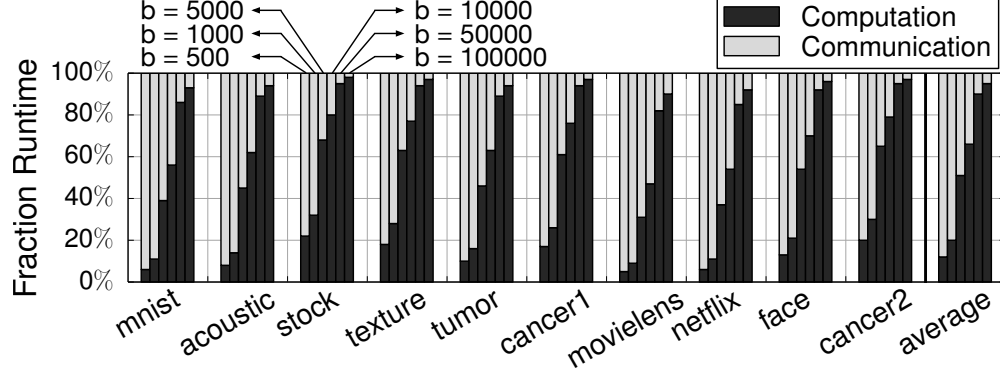 b = 5000
b = 1000
b = 500
b = 10000
b = 50000
b = 100000
Computation
Communication
Fraction Runtime
100%
80%
60%
40%
20%
0%
mnist
acoustic
stock
texture
tumor
cancer1
movielens
netflix
face
cancer2
average